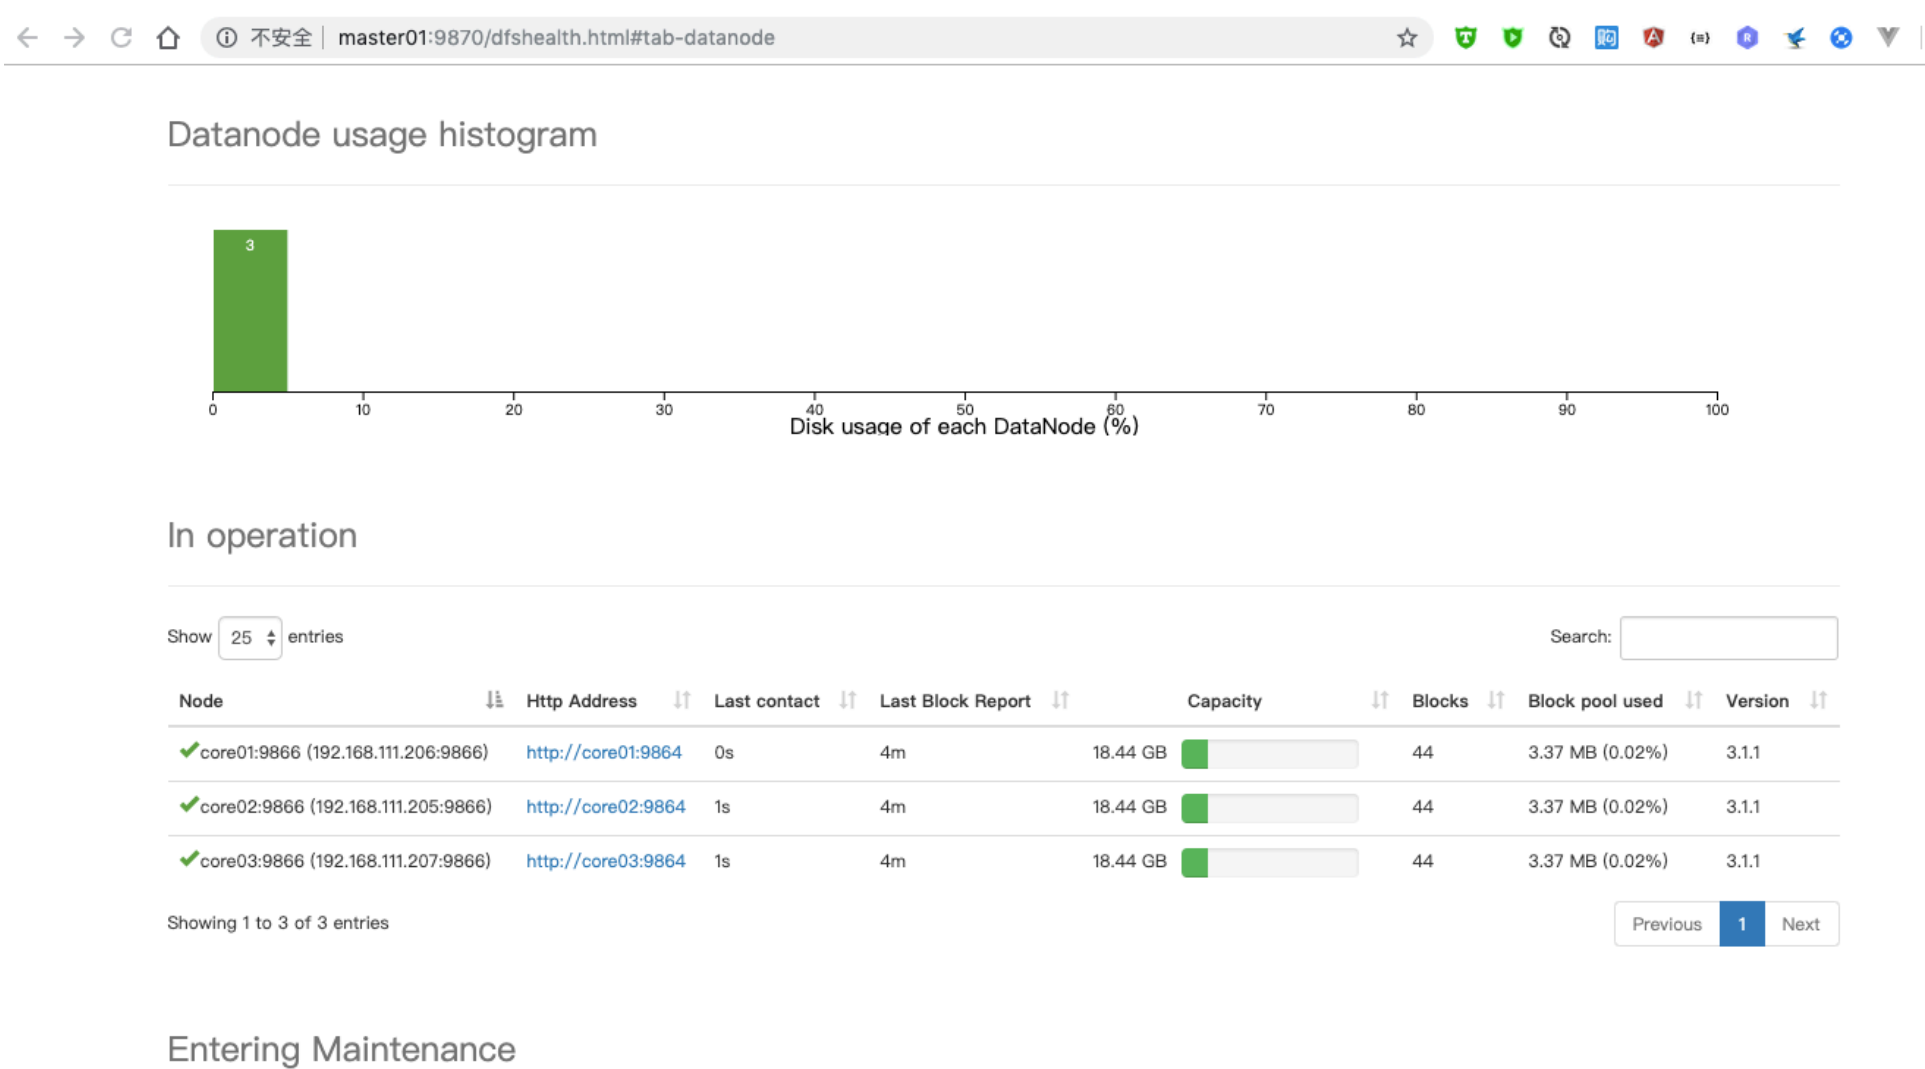 不安全 master01:9870/dfshealth.html#tab-datanode
Datanode usage histogram
3
0 10 20 30 40 50 60 70 80 90 100
Disk usage of each DataNode (%)
In operation
Show 25 entries Search:
Node Http Address Last contact Last Block Report Capacity Blocks Block pool used Version
core01:9866 (192.168.111.206:9866) http://core01:9864 0s 4m 18.44 GB 44 3.37 MB (0.02%) 3.1.1
core02:9866 (192.168.111.205:9866) http://core02:9864 1s 4m 18.44 GB 44 3.37 MB (0.02%) 3.1.1
core03:9866 (192.168.111.207:9866) http://core03:9864 1s 4m 18.44 GB 44 3.37 MB (0.02%) 3.1.1
Showing 1 to 3 of 3 entries Previous 1 Next
Entering Maintenance